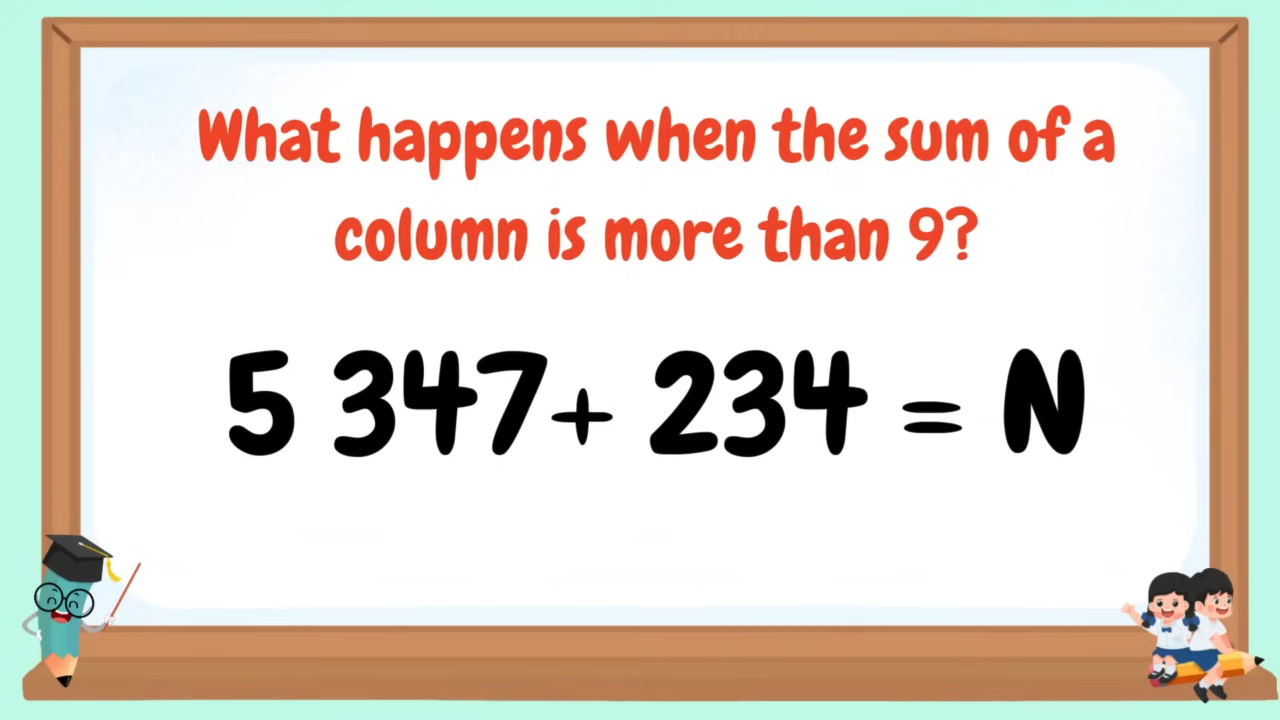 What happens when the sum of a
column is more than 9?
5 347+ 234 = N